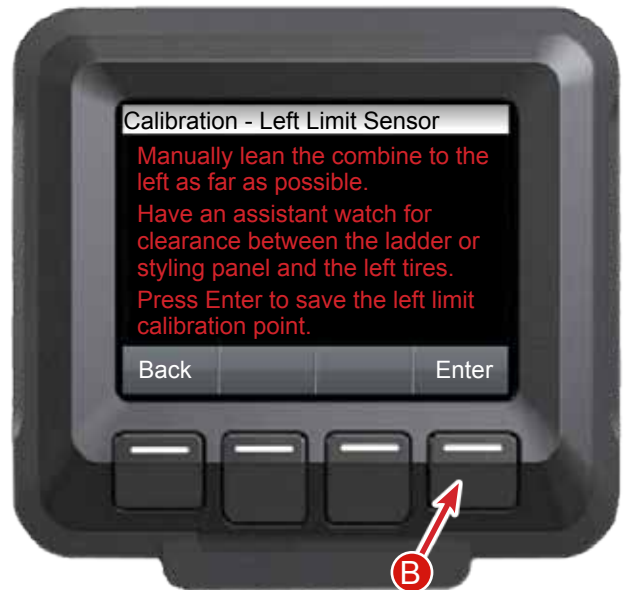 Calibration - Left Limit Sensor
Manually lean the combine to the
left as far as possible.
Have an assistant watch for
clearance between the ladder or
styling panel and the left tires.
Press Enter to save the left limit
calibration point.
Back Enter
B